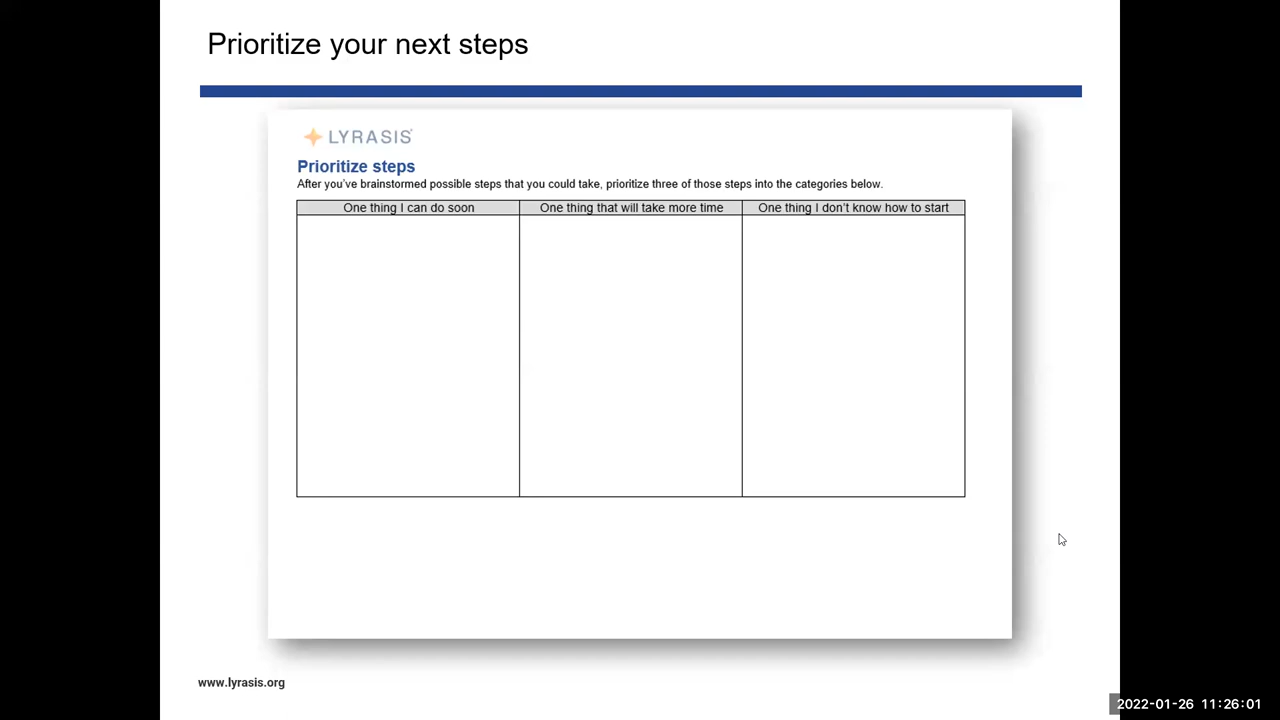 Prioritize your next steps
LYRASIS
Prioritize steps
After you've brainstormed possible steps that you could take, prioritize three of those steps into the categories below.
One thing I can do soon
One thing that will take more time
One thing I don't know how to start
www.lyrasis.org
2022-01-26 11:26:01